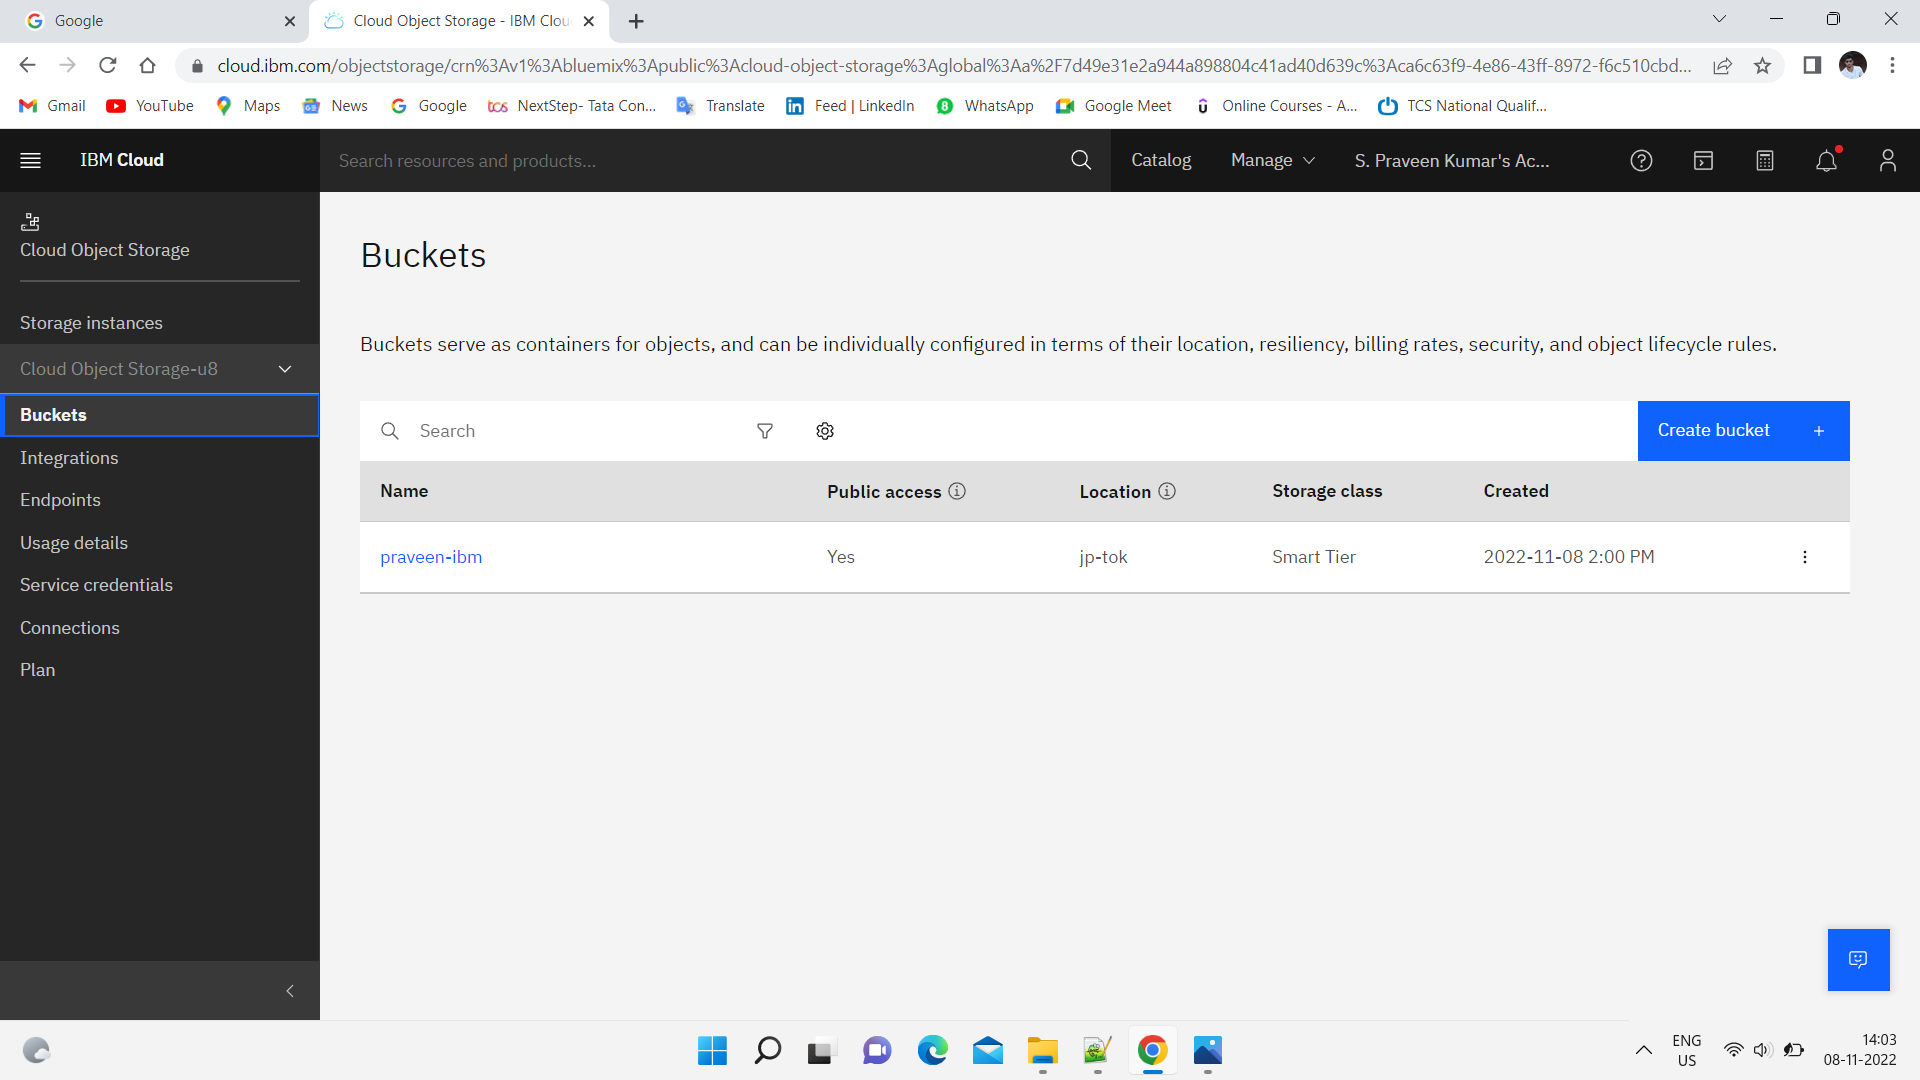 Google
Cloud Object Storage - IBM Clou
cloud.ibm.com/objectstorage/crn%3Av1%3Abluemix%3Apublic%3Acloud-object-storage%3Aglobal%3Aa%2F7d49e31e2a944a898804c41ad40d639c%3Aca6c63f9-4e86-43ff-8972-f6c510cbd...
Gmail YouTube Maps News Google tcs NextStep- Tata Con... Translate Feed | LinkedIn 8 WhatsApp Google Meet Online Courses - A... TCS National Qualif...
IBM Cloud
Search resources and products...
Catalog Manage S. Praveen Kumar's Ac...
Cloud Object Storage
Storage instances
Cloud Object Storage-u8
Buckets
Integrations
Endpoints
Usage details
Service credentials
Connections
Plan
Buckets
Buckets serve as containers for objects, and can be individually configured in terms of their location, resiliency, billing rates, security, and object lifecycle rules.
Search
Create bucket +
Name Public access Location Storage class Created
praveen-ibm Yes jp-tok Smart Tier 2022-11-08 2:00 PM
ENG
US
14:03
08-11-2022